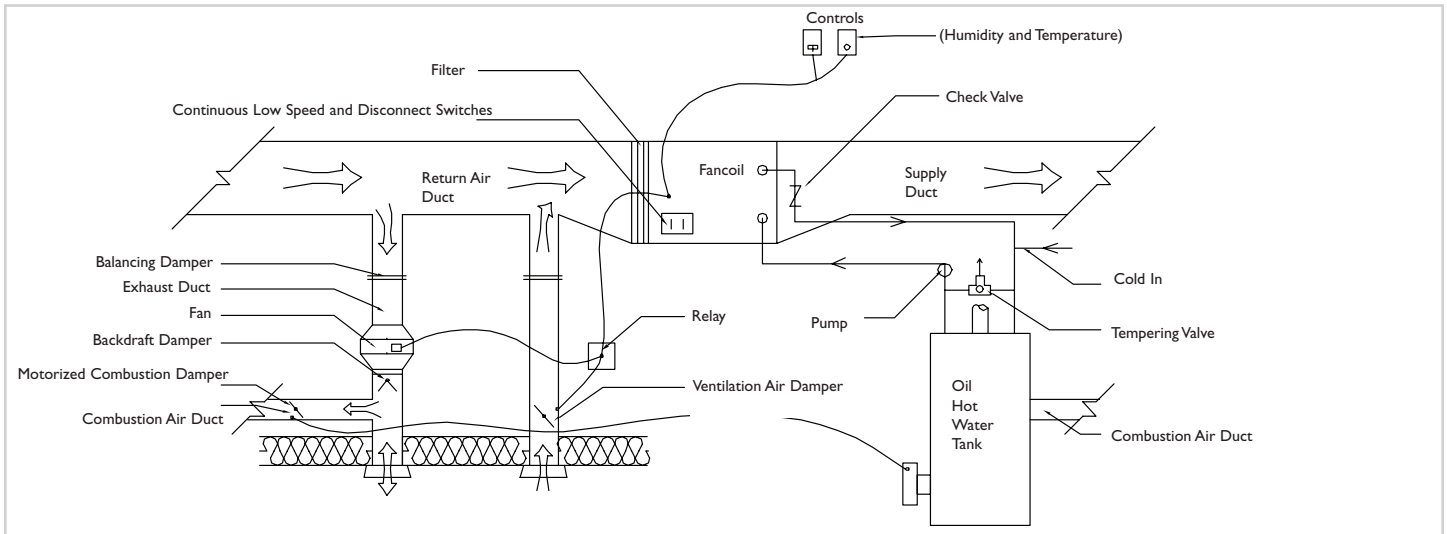 Controls
(Humidity and Temperature)
Filter
Check Valve
Continuous Low Speed and Disconnect Switches
Fancoil
Return Air
Duct
Supply
Duct
Balancing Damper
Exhaust Duct
Cold In
Fan
Relay
Pump
Tempering Valve
Backdraft Damper
Motorized Combustion Damper
Ventilation Air Damper
Oil
Hot
Water
Tank
Combustion Air Duct
Combustion Air Duct